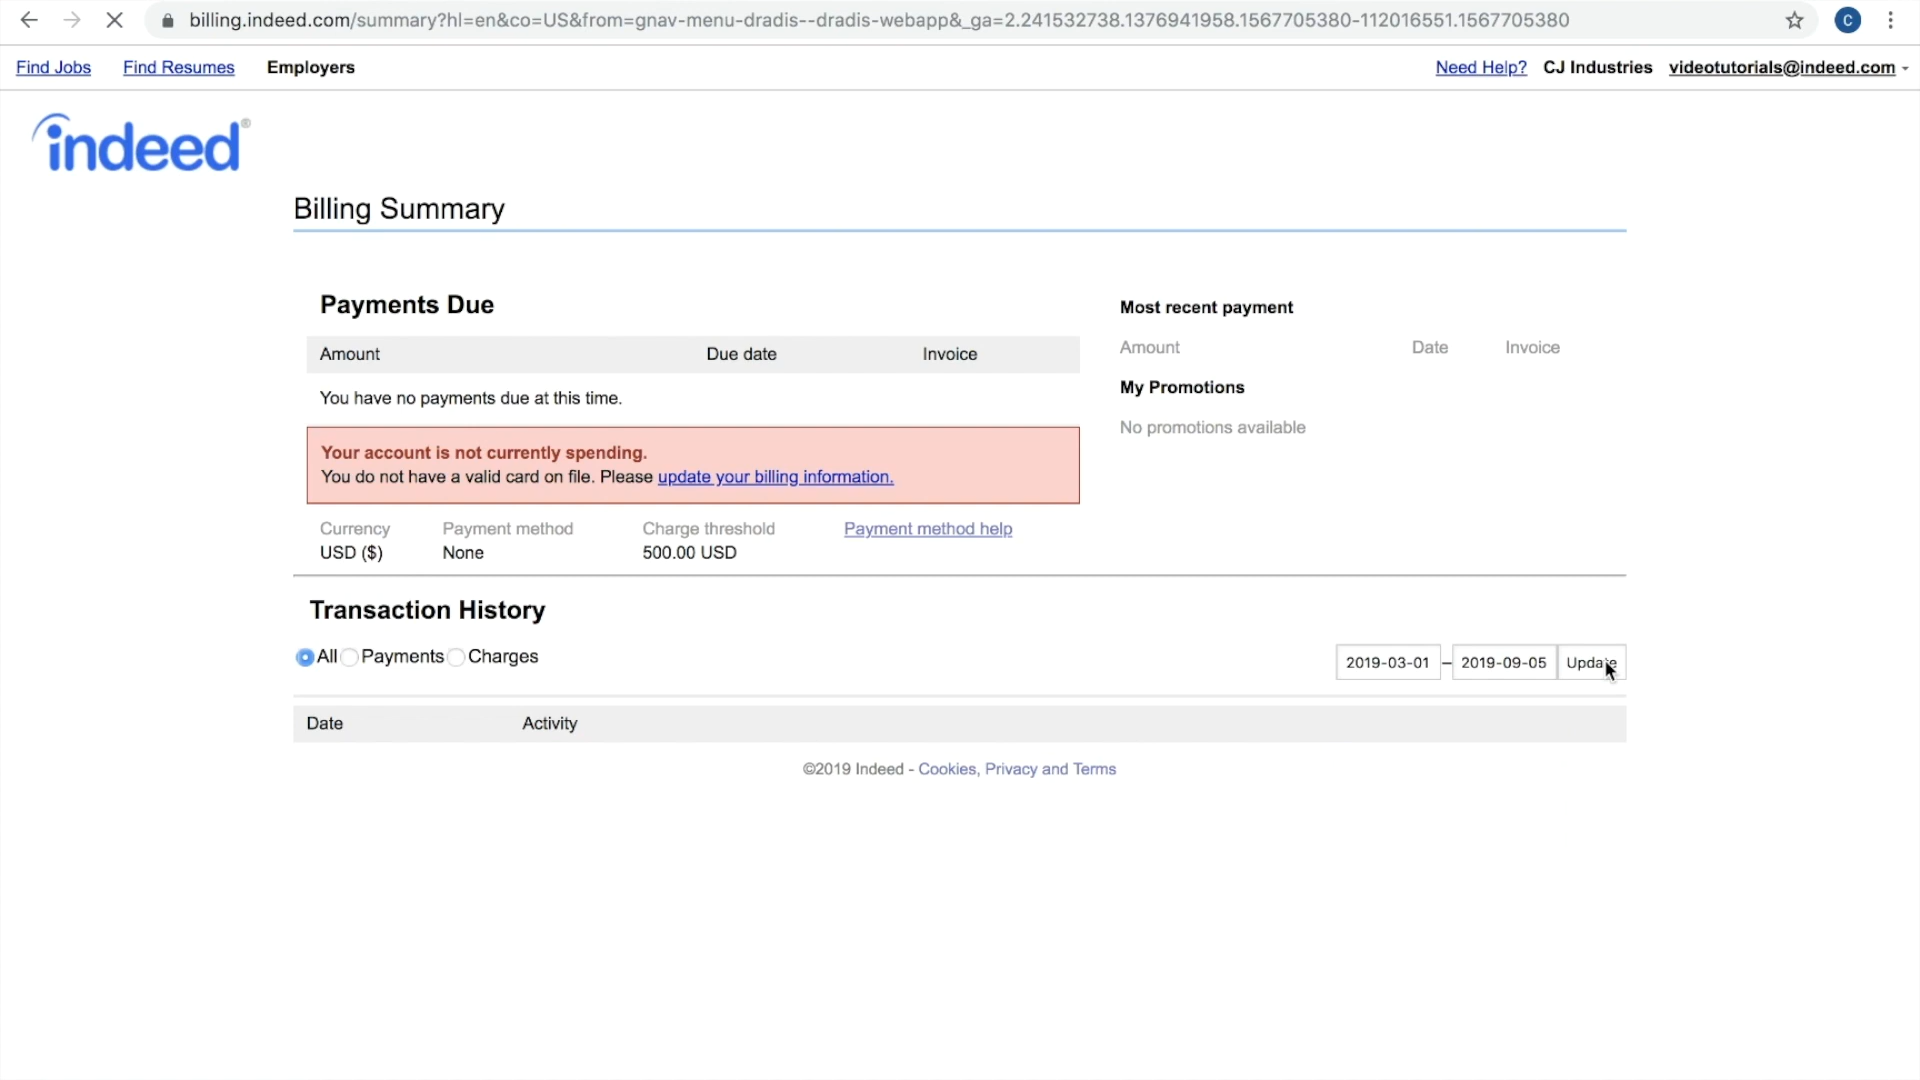 billing.indeed.com/summary?hl=en&co=US&from=gnav-menu-dradis--dradis-webapp&_ga=2.241532738.1376941958.1567705380-112016551.1567705380
C
Find Jobs Find Resumes Employers Need Help? CJ Industries videotutorials@indeed.com
indeed®
Billing Summary
Payments Due
Most recent payment
Amount Due date Invoice
Amount Date Invoice
You have no payments due at this time.
My Promotions
No promotions available
Your account is not currently spending.
You do not have a valid card on file. Please update your billing information.
Currency Payment method Charge threshold Payment method help
USD ($) None 500.00 USD
Transaction History
All Payments Charges
2019-03-01 – 2019-09-05 Update
Date Activity
©2019 Indeed - Cookies, Privacy and Terms